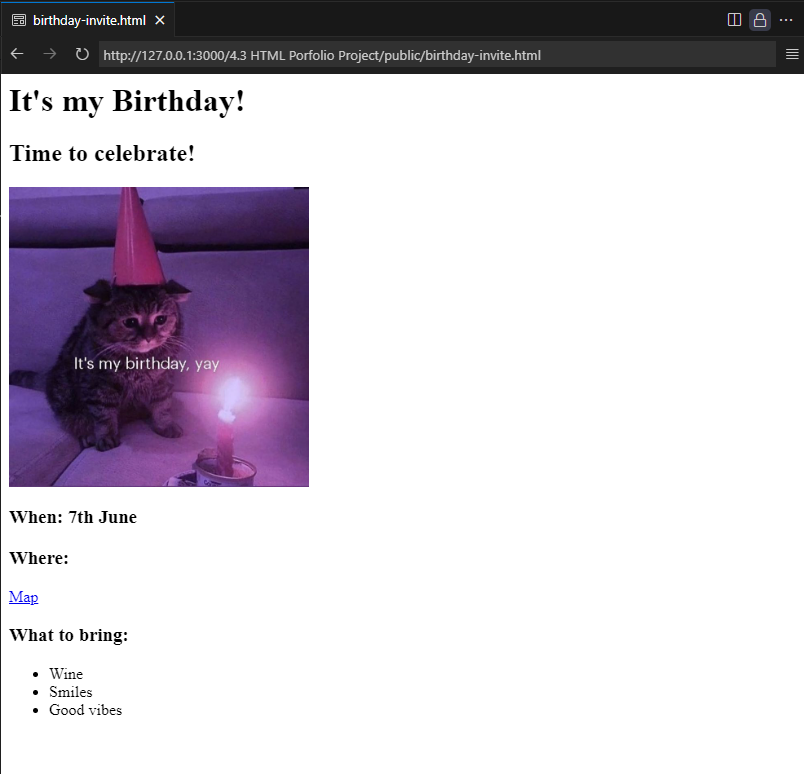 birthday-invite.html
http://127.0.0.1:3000/4.3 HTML Porfolio Project/public/birthday-invite.html
It's my Birthday!
Time to celebrate!
It's my birthday, yay
When: 7th June
Where:
Map
What to bring:
Wine
Smiles
Good vibes